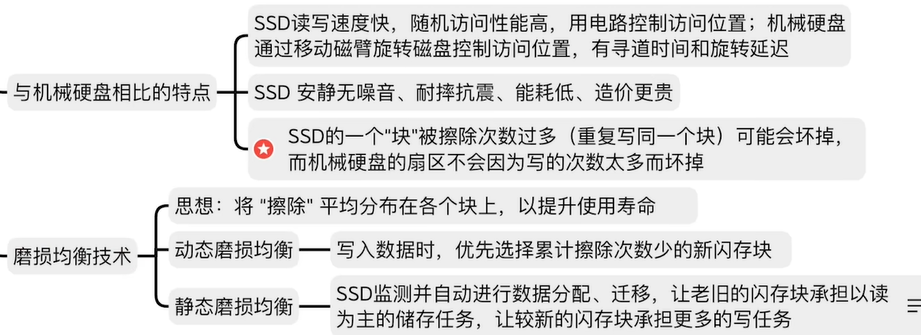 SSD读写速度快，随机访问性能高，用电路控制访问位置；机械硬盘
通过移动磁臂旋转磁盘控制访问位置，有寻道时间和旋转延迟
与机械硬盘相比的特点
SSD 安静无噪音、耐摔抗震、能耗低、造价更贵
SSD的一个"块"被擦除次数过多（重复写同一个块）可能会坏掉，
而机械硬盘的扇区不会因为写的次数太多而坏掉
思想：将 "擦除" 平均分布在各个块上，以提升使用寿命
磨损均衡技术
动态磨损均衡
写入数据时，优先选择累计擦除次数少的新闪存块
静态磨损均衡
SSD监测并自动进行数据分配、迁移，让老旧的闪存块承担以读
为主的储存任务，让较新的闪存块承担更多的写任务